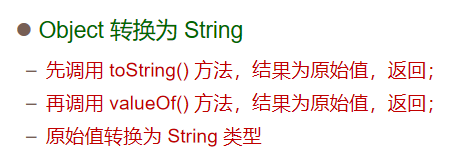 ● Object 转换为 String
– 先调用 toString() 方法，结果为原始值，返回；
– 再调用 valueOf() 方法，结果为原始值，返回；
– 原始值转换为 String 类型